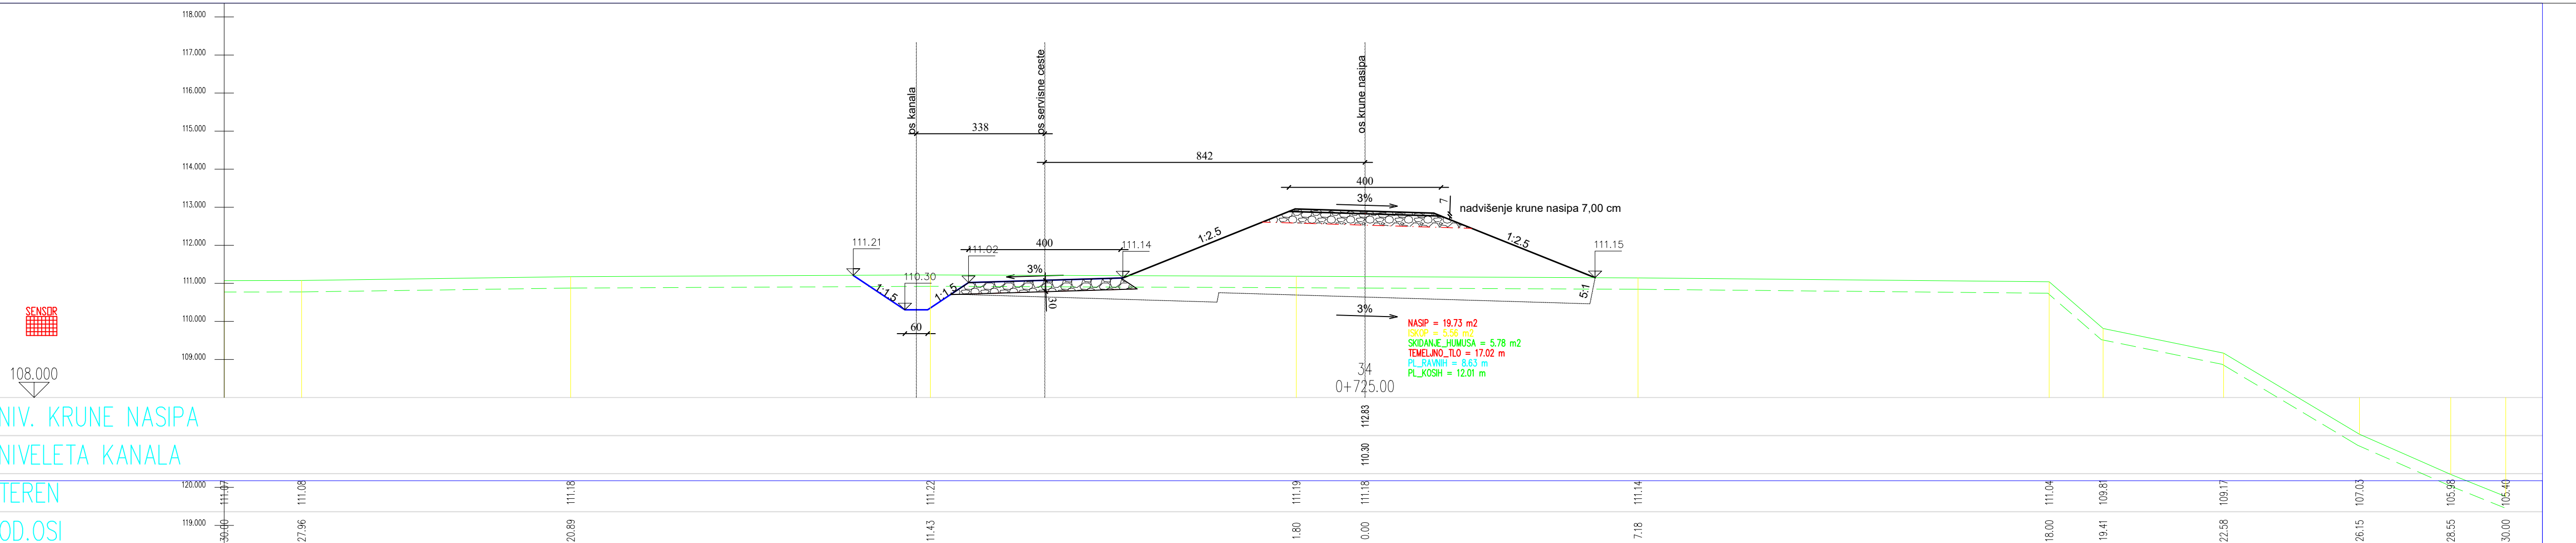 118.000
117.000
116.000
115.000
114.000
113.000
112.000
111.000
110.000
109.000
os kanala
os servisne ceste
os krune nasipa
338
842
400
3%
7
nadvišenje krune nasipa 7,00 cm
1:2.5
1:2.5
111.21
111.02
400
111.14
111.15
110.30
3%
1:1.5
1:1.5
30
60
5:1
3%
SENSOR
108.000
NASIP = 19.73 m2
ISKOP = 5.56 m2
SKIDANJE_HUMUSA = 5.78 m2
TEMELJNO_TLO = 17.02 m
PL_RAVNIH = 8.63 m
PL_KOSIH = 12.01 m
34
0+725.00
NIV. KRUNE NASIPA
112.83
NIVELETA KANALA
110.30
TEREN
120.000
111.07 111.08 111.18 111.22 111.19 111.18 111.14 111.04 109.81 109.17 107.03 105.98 105.40
OD.OSI
119.000
30.00 27.96 20.89 11.43 1.80 0.00 7.18 18.00 19.41 22.58 26.15 28.55 30.00